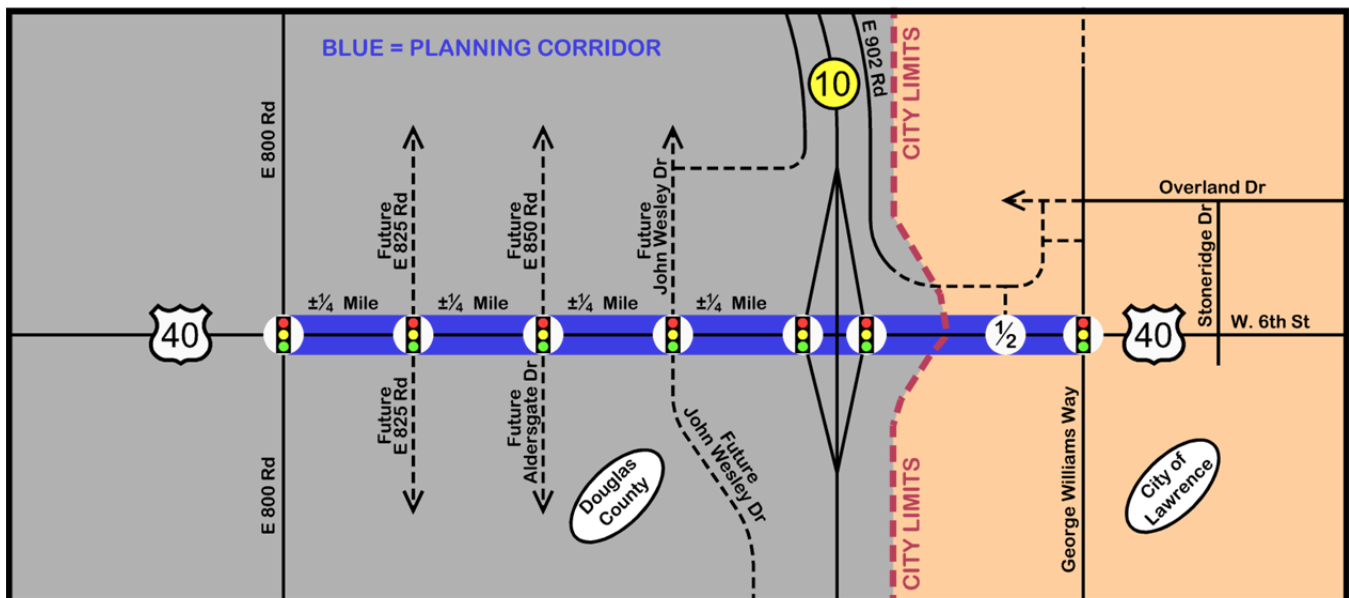 BLUE = PLANNING CORRIDOR
10
E 902 Rd
CITY LIMITS
E 800 Rd
Future
E 825 Rd
Future
E 850 Rd
Future
John Wesley Dr
Overland Dr
Stoneridge Dr
±¼ Mile
±¼ Mile
±¼ Mile
±¼ Mile
40
½
40
W. 6th St
Future
E 825 Rd
Future
Aldersgate Dr
Future
John Wesley Dr
E 800 Rd
Douglas
County
CITY LIMITS
George Williams Way
City of
Lawrence